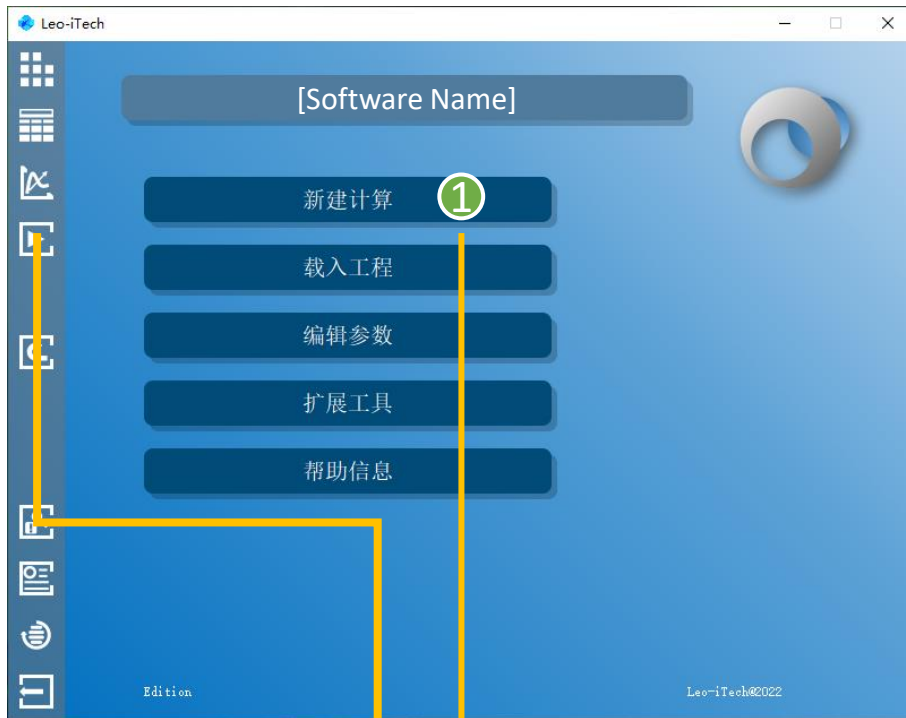 Leo-iTech
[Software Name]
新建计算
1
载入工程
编辑参数
扩展工具
帮助信息
Edition
Leo-iTech@2022